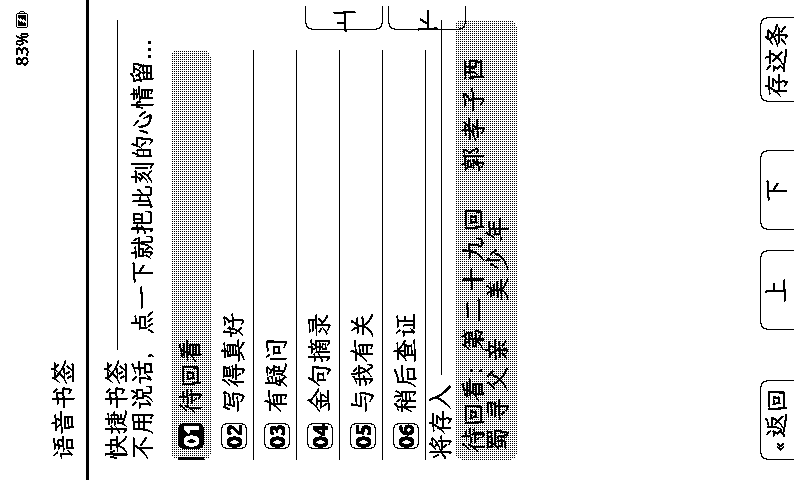 83%
语音书签
快捷书签
不用说话，点一下就把此刻的心情留...
01 待回看
02 写得真好
03 有疑问
04 金句摘录
05 与我有关
06 稍后查证
将存入
待回看：第二十九回 郭孝子西
蜀寻父亲 美少年
«返回
上
下
存这条